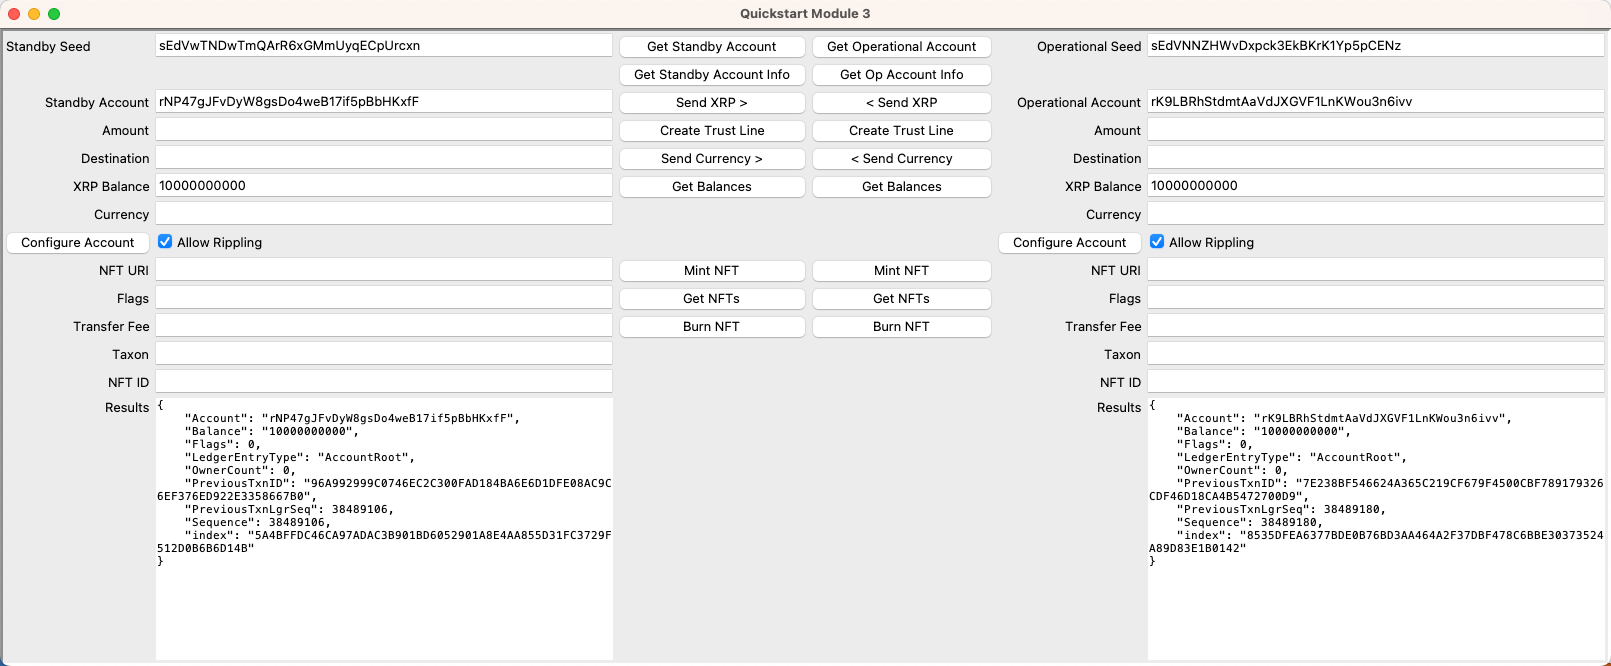 Quickstart Module 3
Standby Seed sEdVwTNDwTmQArR6xGMmUyqECpUrcxn Get Standby Account Get Operational Account Operational Seed sEdVNNZHWvDxpck3EkBKrK1Yp5pCENz
Get Standby Account Info Get Op Account Info
Standby Account rNP47gJFvDyW8gsDo4weB17if5pBbHKxfF Send XRP > < Send XRP Operational Account rK9LBRhStdmtAaVdJXGVF1LnKWou3n6ivv
Amount Create Trust Line Create Trust Line Amount
Destination Send Currency > < Send Currency Destination
XRP Balance 10000000000 Get Balances Get Balances XRP Balance 10000000000
Currency Currency
Configure Account Allow Rippling Configure Account Allow Rippling
NFT URI Mint NFT Mint NFT NFT URI
Flags Get NFTs Get NFTs Flags
Transfer Fee Burn NFT Burn NFT Transfer Fee
Taxon Taxon
NFT ID NFT ID
Results
{
"Account": "rNP47gJFvDyW8gsDo4weB17if5pBbHKxfF",
"Balance": "10000000000",
"Flags": 0,
"LedgerEntryType": "AccountRoot",
"OwnerCount": 0,
"PreviousTxnID": "96A992999C0746EC2C300FAD184BA6E6D1DFE08AC9C
6EF376ED922E3358667B0",
"PreviousTxnLgrSeq": 38489106,
"Sequence": 38489106,
"index": "5A4BFFDC46CA97ADAC3B901BD6052901A8E4AA855D31FC3729F
512D0B6B6D14B"
}
Results
{
"Account": "rK9LBRhStdmtAaVdJXGVF1LnKWou3n6ivv",
"Balance": "10000000000",
"Flags": 0,
"LedgerEntryType": "AccountRoot",
"OwnerCount": 0,
"PreviousTxnID": "7E238BF546624A365C219CF679F4500CBF789179326
CDF46D18CA4B5472700D9",
"PreviousTxnLgrSeq": 38489180,
"Sequence": 38489180,
"index": "8535DFEA6377BDE0B76BD3AA464A2F37DBF478C6BBE30373524
A89D83E1B0142"
}